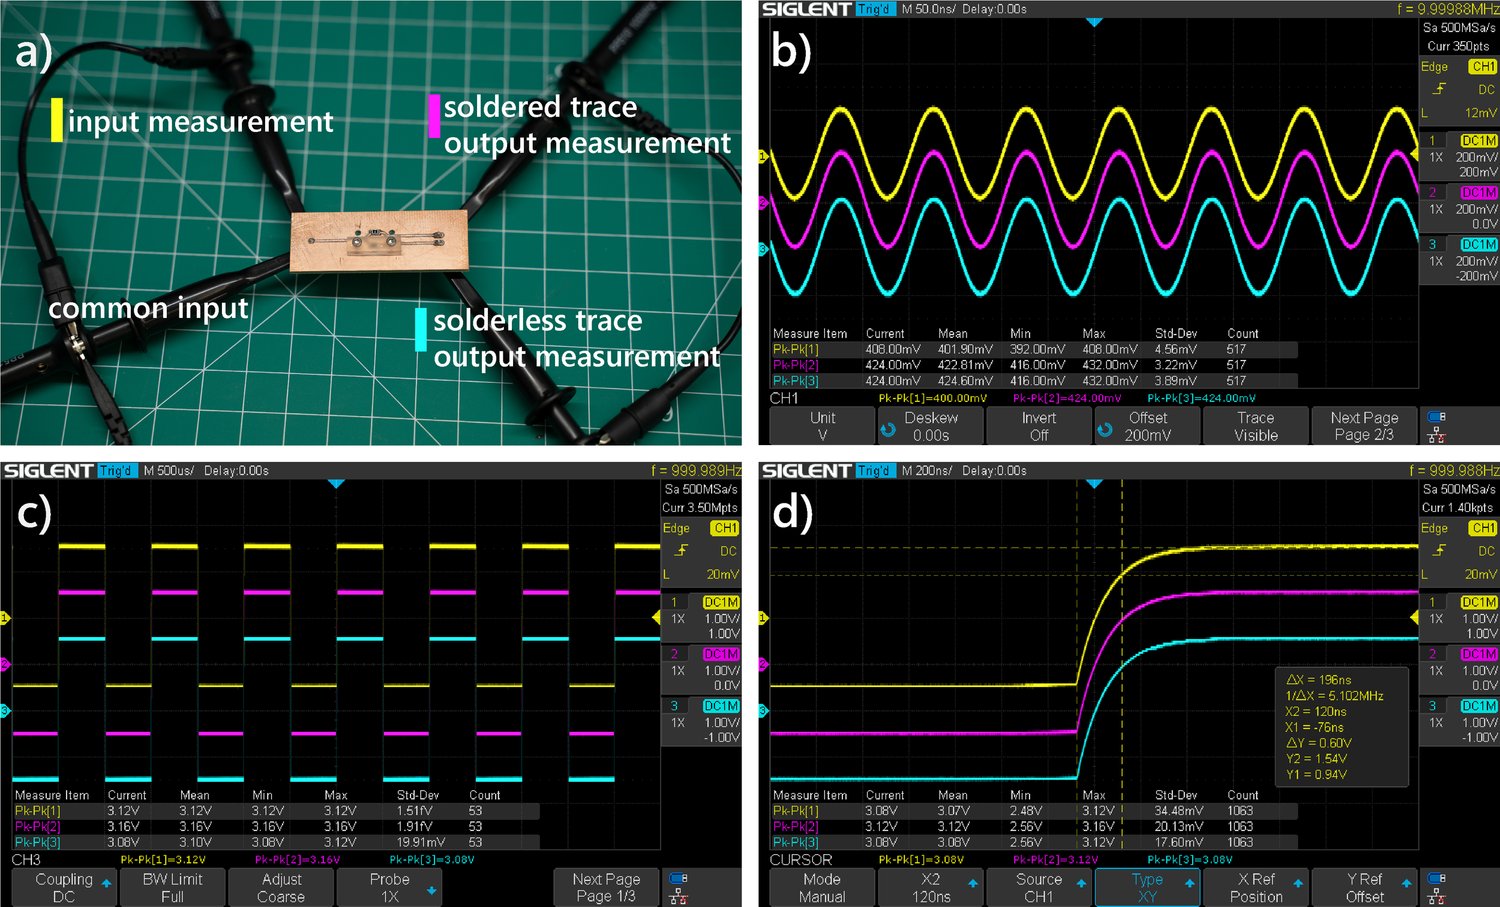 a)
input measurement
soldered trace
output measurement
common input
solderless trace
output measurement
b)
SIGLENT Trig'd M 50.0ns/ Delay:0.00s f = 9.99988MHz
Sa 500MSa/s
Curr 350pts
Edge CH1
DC
L 12mV
1 DC1M
1X 200mV/
200mV
2 DC1M
1X 200mV/
0.0V
3 DC1M
1X 200mV/
-200mV
1
2
3
Measure Item Current Mean Min Max Std-Dev Count
Pk-Pk[1] 408.00mV 401.90mV 392.00mV 408.00mV 4.56mV 517
Pk-Pk[2] 424.00mV 422.81mV 416.00mV 432.00mV 3.22mV 517
Pk-Pk[3] 424.00mV 424.60mV 416.00mV 432.00mV 3.89mV 517
CH1 Pk-Pk[1]=400.00mV Pk-Pk[2]=424.00mV Pk-Pk[3]=424.00mV
Unit Deskew Invert Offset Trace Next Page
V 0.00s Off 200mV Visible Page 2/3
c)
SIGLENT Trig'd M 500us/ Delay:0.00s f = 999.989Hz
Sa 500MSa/s
Curr 3.50Mpts
Edge CH1
DC
L 20mV
1 DC1M
1X 1.00V/
1.00V
2 DC1M
1X 1.00V/
0.0V
3 DC1M
1X 1.00V/
-1.00V
1
2
3
Measure Item Current Mean Min Max Std-Dev Count
Pk-Pk[1] 3.12V 3.12V 3.12V 3.12V 1.51fV 53
Pk-Pk[2] 3.16V 3.16V 3.16V 3.16V 1.91fV 53
Pk-Pk[3] 3.08V 3.10V 3.08V 3.12V 19.91mV 53
CH3 Pk-Pk[1]=3.12V Pk-Pk[2]=3.16V Pk-Pk[3]=3.08V
Coupling BW Limit Adjust Probe Next Page
DC Full Coarse 1X Page 1/3
d)
SIGLENT Trig'd M 200ns/ Delay:0.00s f = 999.988Hz
Sa 500MSa/s
Curr 1.40kpts
Edge CH1
DC
L 20mV
1 DC1M
1X 1.00V/
1.00V
2 DC1M
1X 1.00V/
0.0V
3 DC1M
1X 1.00V/
-1.00V
1
2
3
ΔX = 196ns
1/ΔX = 5.102MHz
X2 = 120ns
X1 = -76ns
ΔY = 0.60V
Y2 = 1.54V
Y1 = 0.94V
Measure Item Current Mean Min Max Std-Dev Count
Pk-Pk[1] 3.08V 3.07V 2.48V 3.12V 34.48mV 1063
Pk-Pk[2] 3.12V 3.12V 2.56V 3.16V 20.13mV 1063
Pk-Pk[3] 3.08V 3.08V 2.56V 3.12V 17.60mV 1063
CURSOR Pk-Pk[1]=3.08V Pk-Pk[2]=3.12V Pk-Pk[3]=3.08V
Mode X2 Source Type X Ref Y Ref
Manual 120ns CH1 XY Position Offset